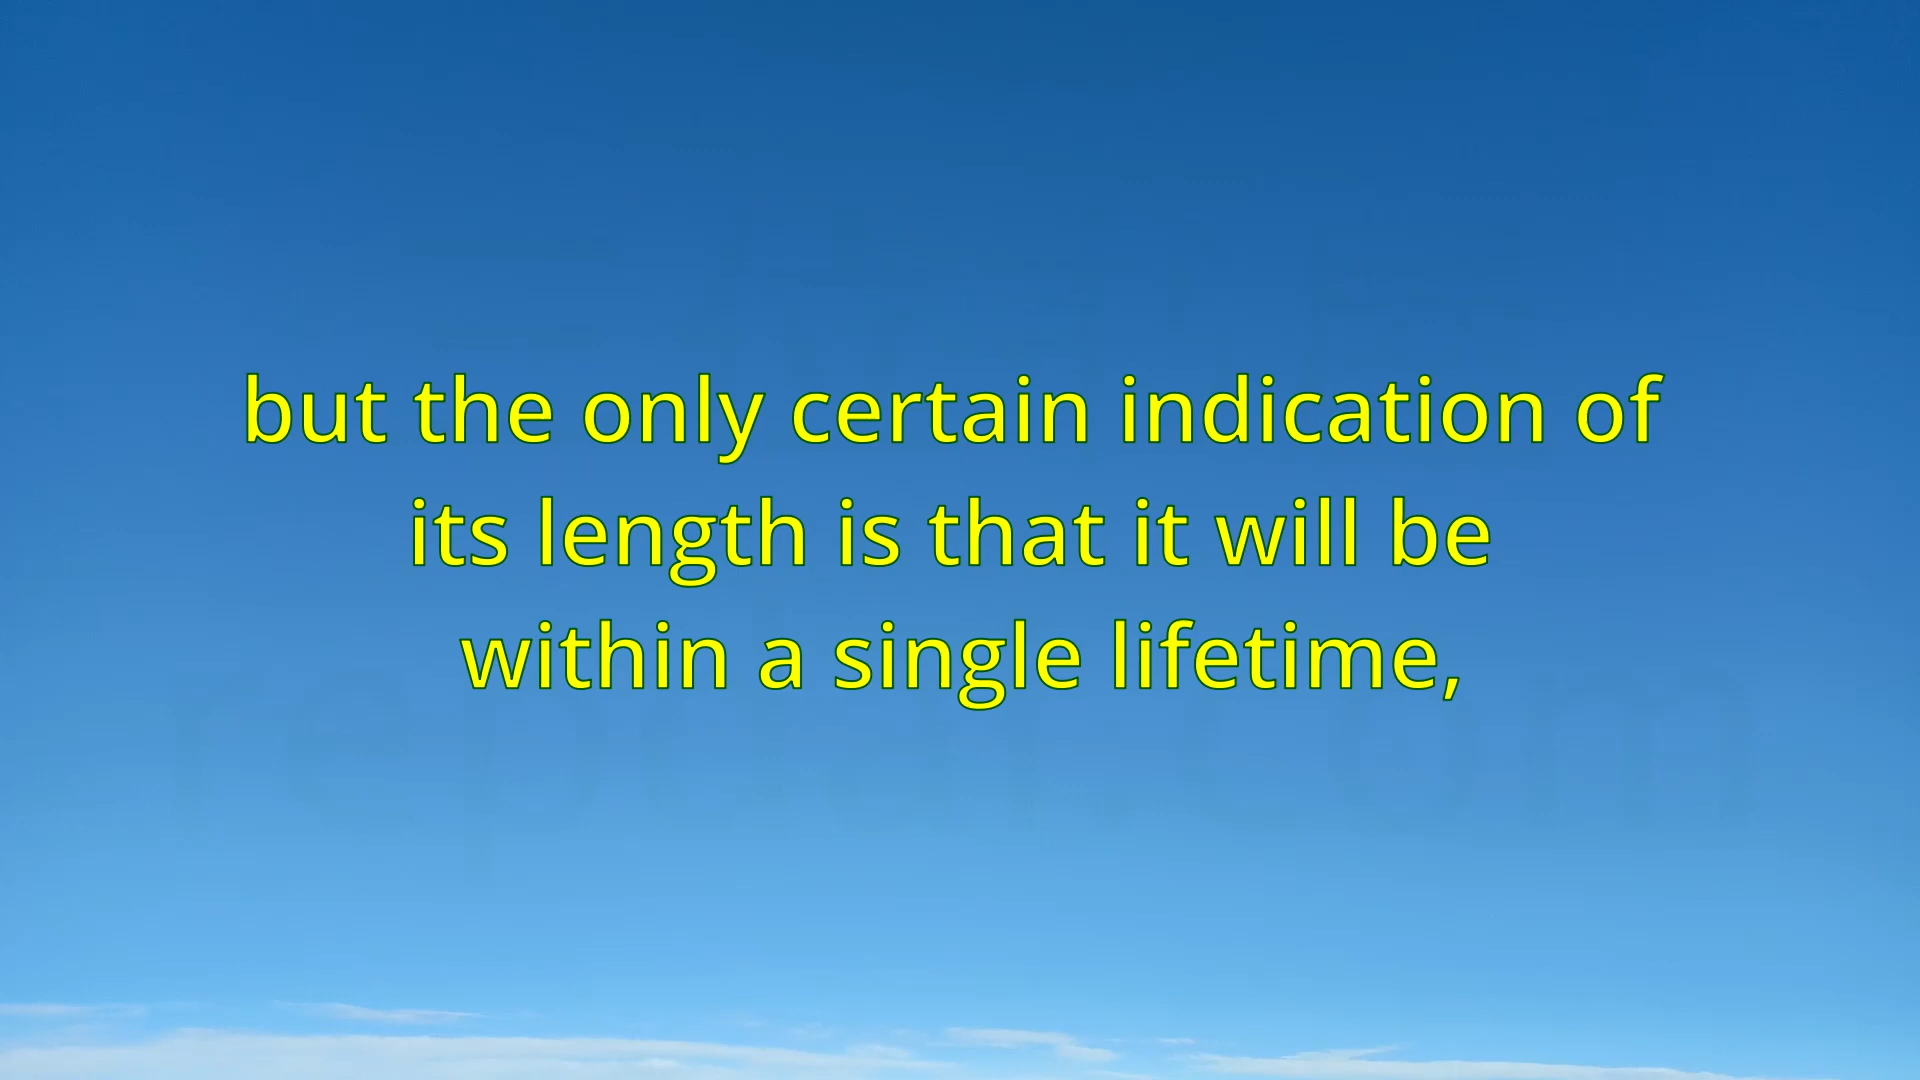 but the only certain indication of
its length is that it will be
within a single lifetime,